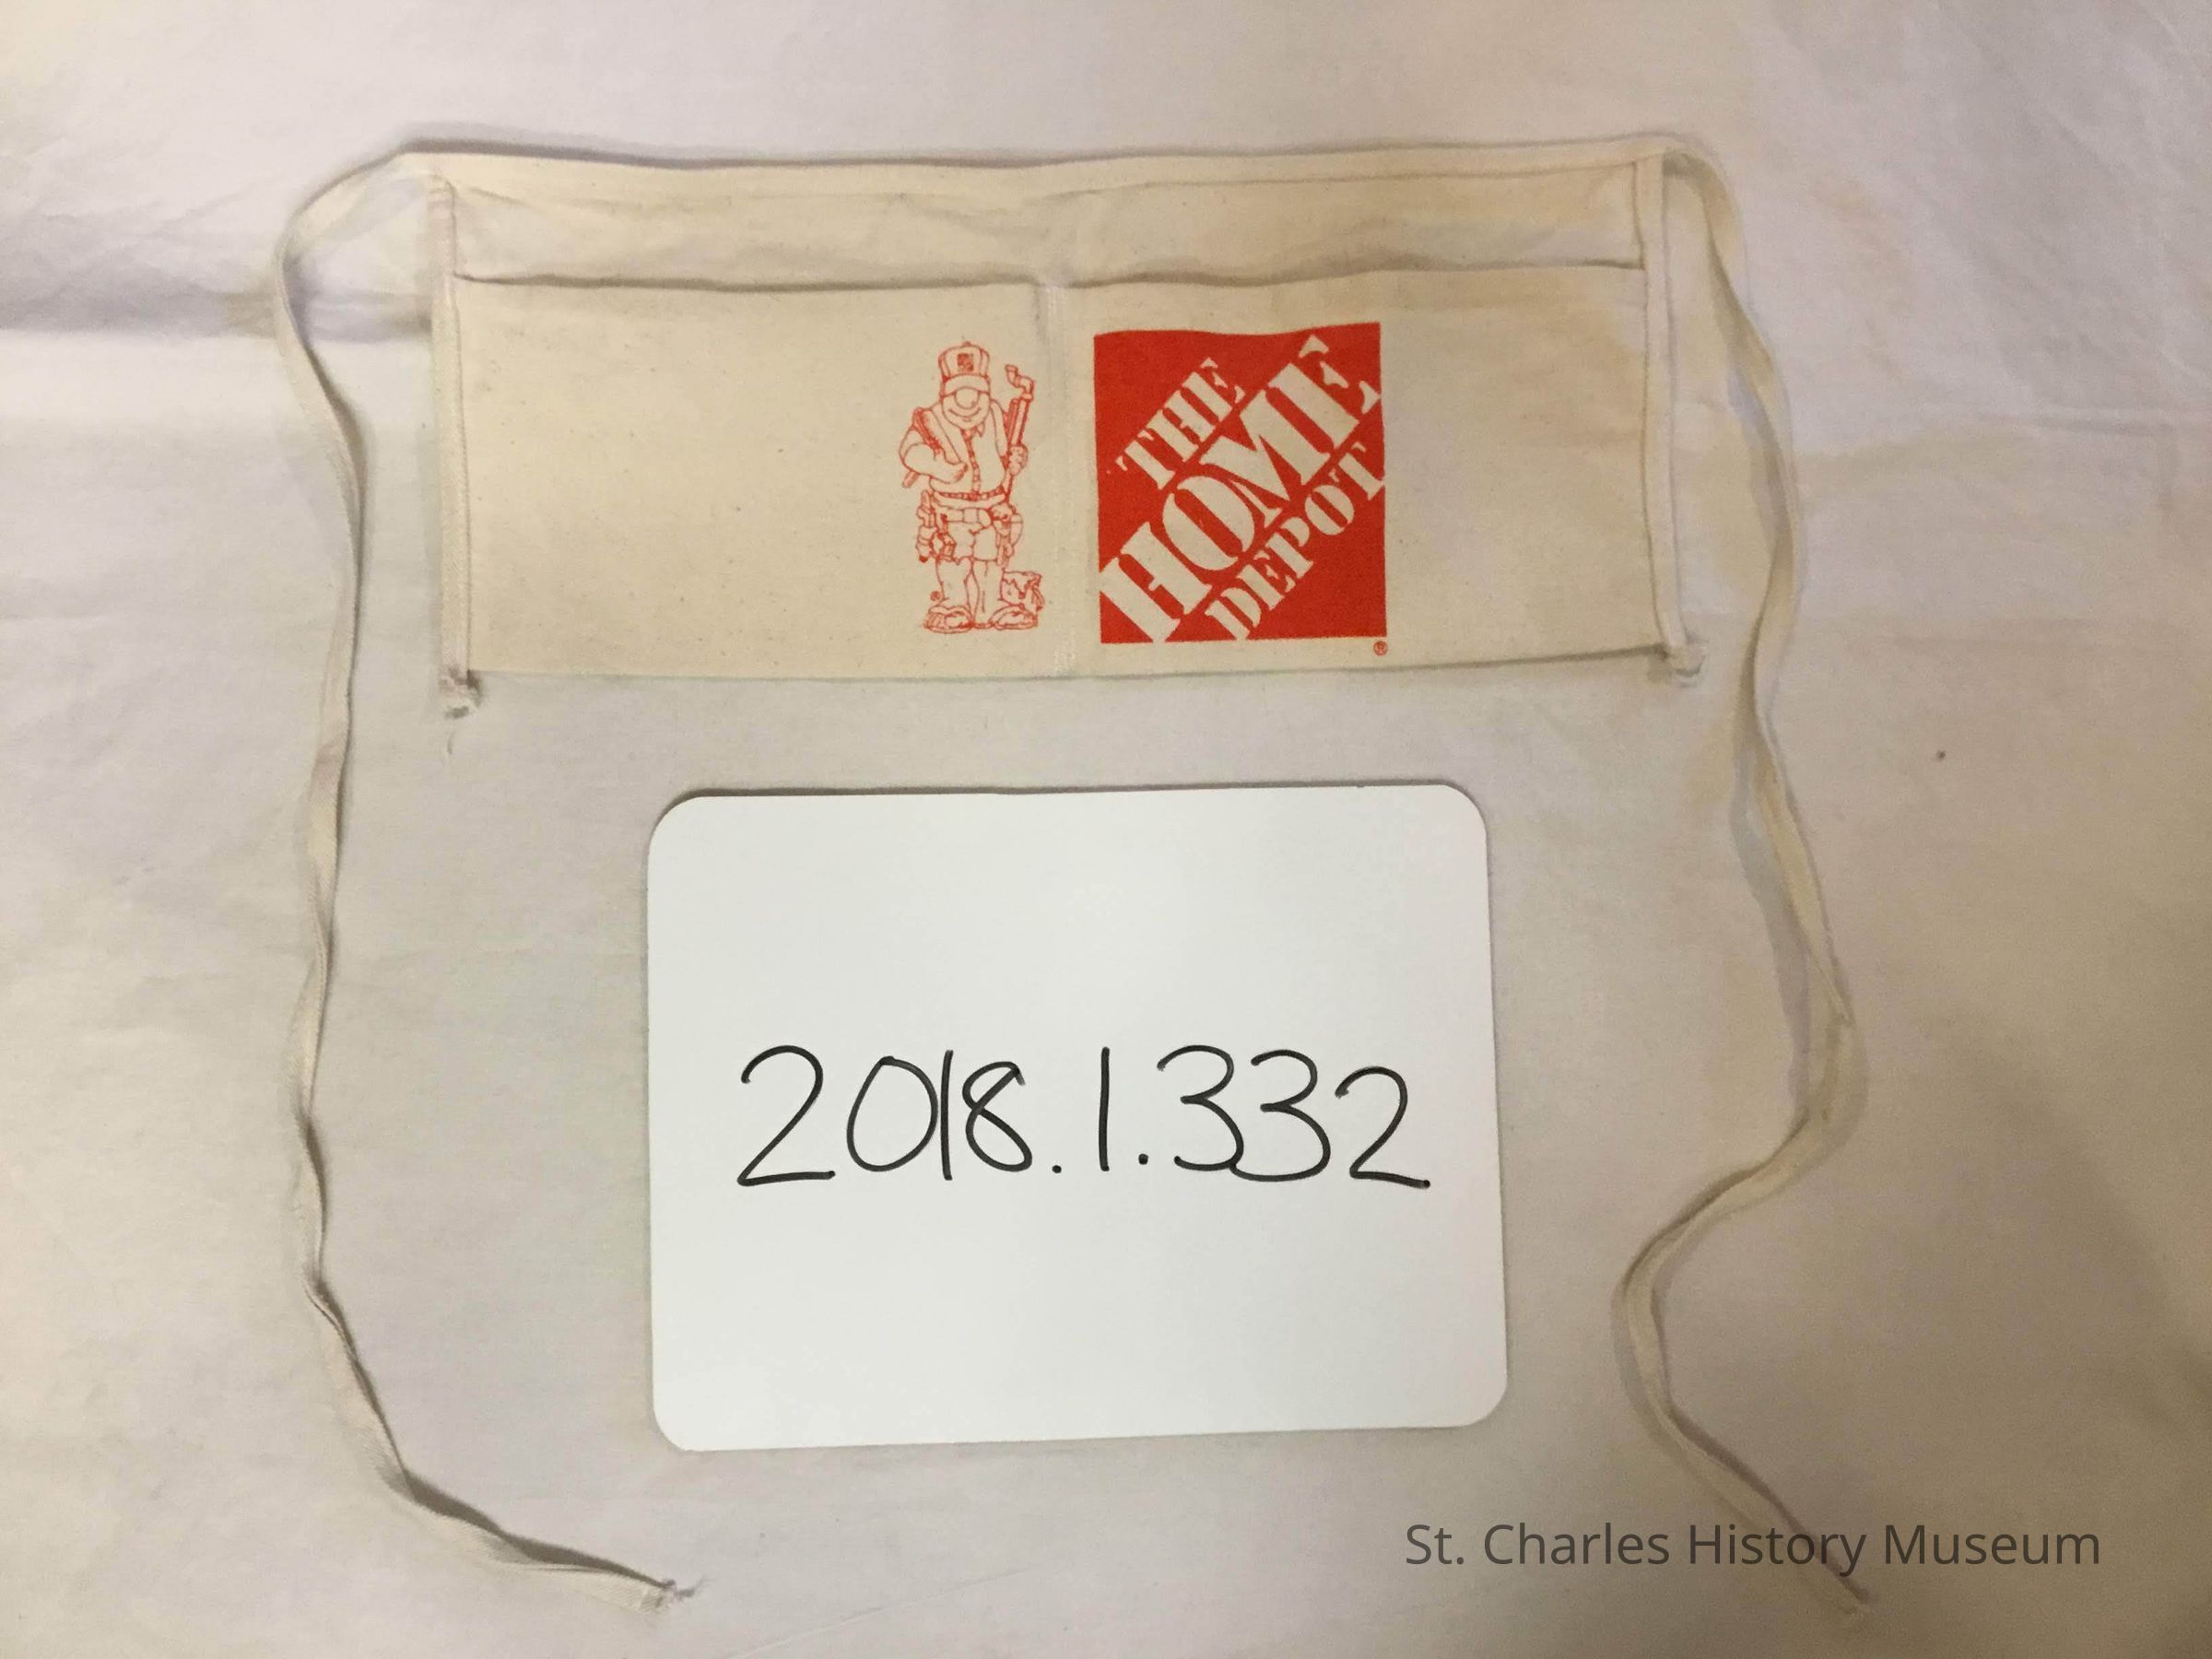 THE
HOME
DEPOT
®
2018.1.332
St. Charles History Museum